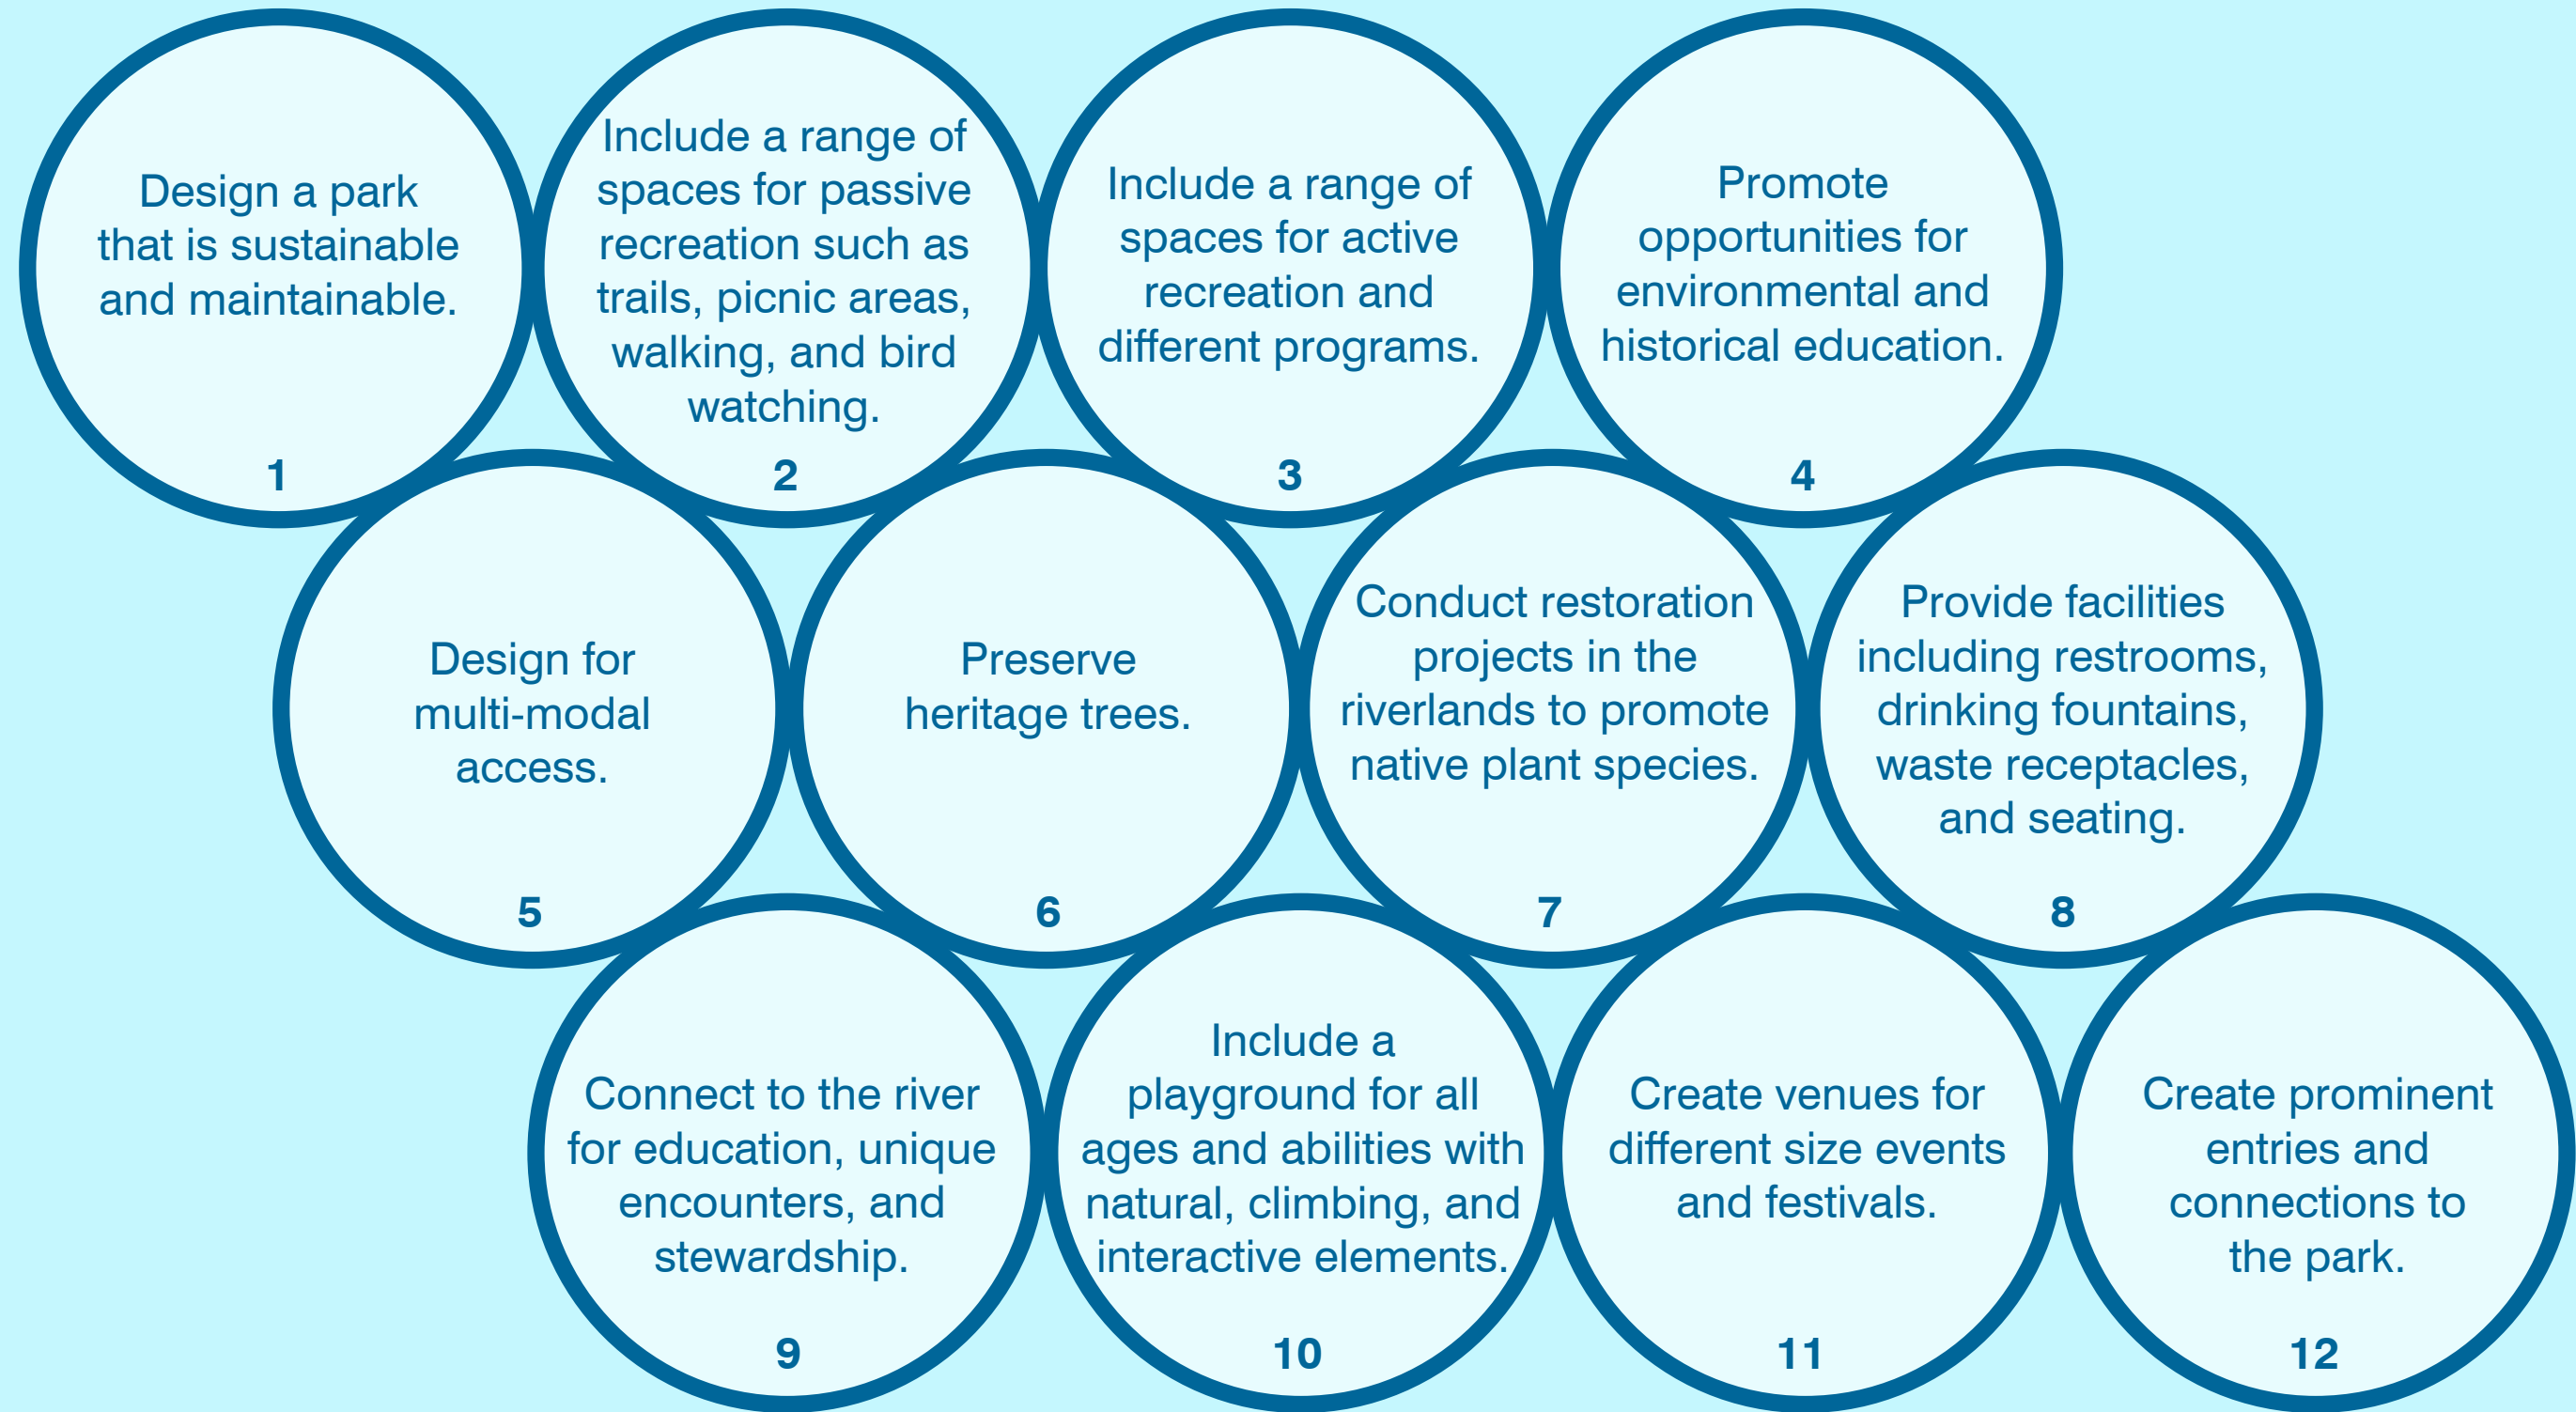 Design a park
that is sustainable
and maintainable.
1
Include a range of
spaces for passive
recreation such as
trails, picnic areas,
walking, and bird
watching.
2
Include a range of
spaces for active
recreation and
different programs.
3
Promote
opportunities for
environmental and
historical education.
4
Design for
multi-modal
access.
5
Preserve
heritage trees.
6
Conduct restoration
projects in the
riverlands to promote
native plant species.
7
Provide facilities
including restrooms,
drinking fountains,
waste receptacles,
and seating.
8
Connect to the river
for education, unique
encounters, and
stewardship.
9
Include a
playground for all
ages and abilities with
natural, climbing, and
interactive elements.
10
Create venues for
different size events
and festivals.
11
Create prominent
entries and
connections to
the park.
12